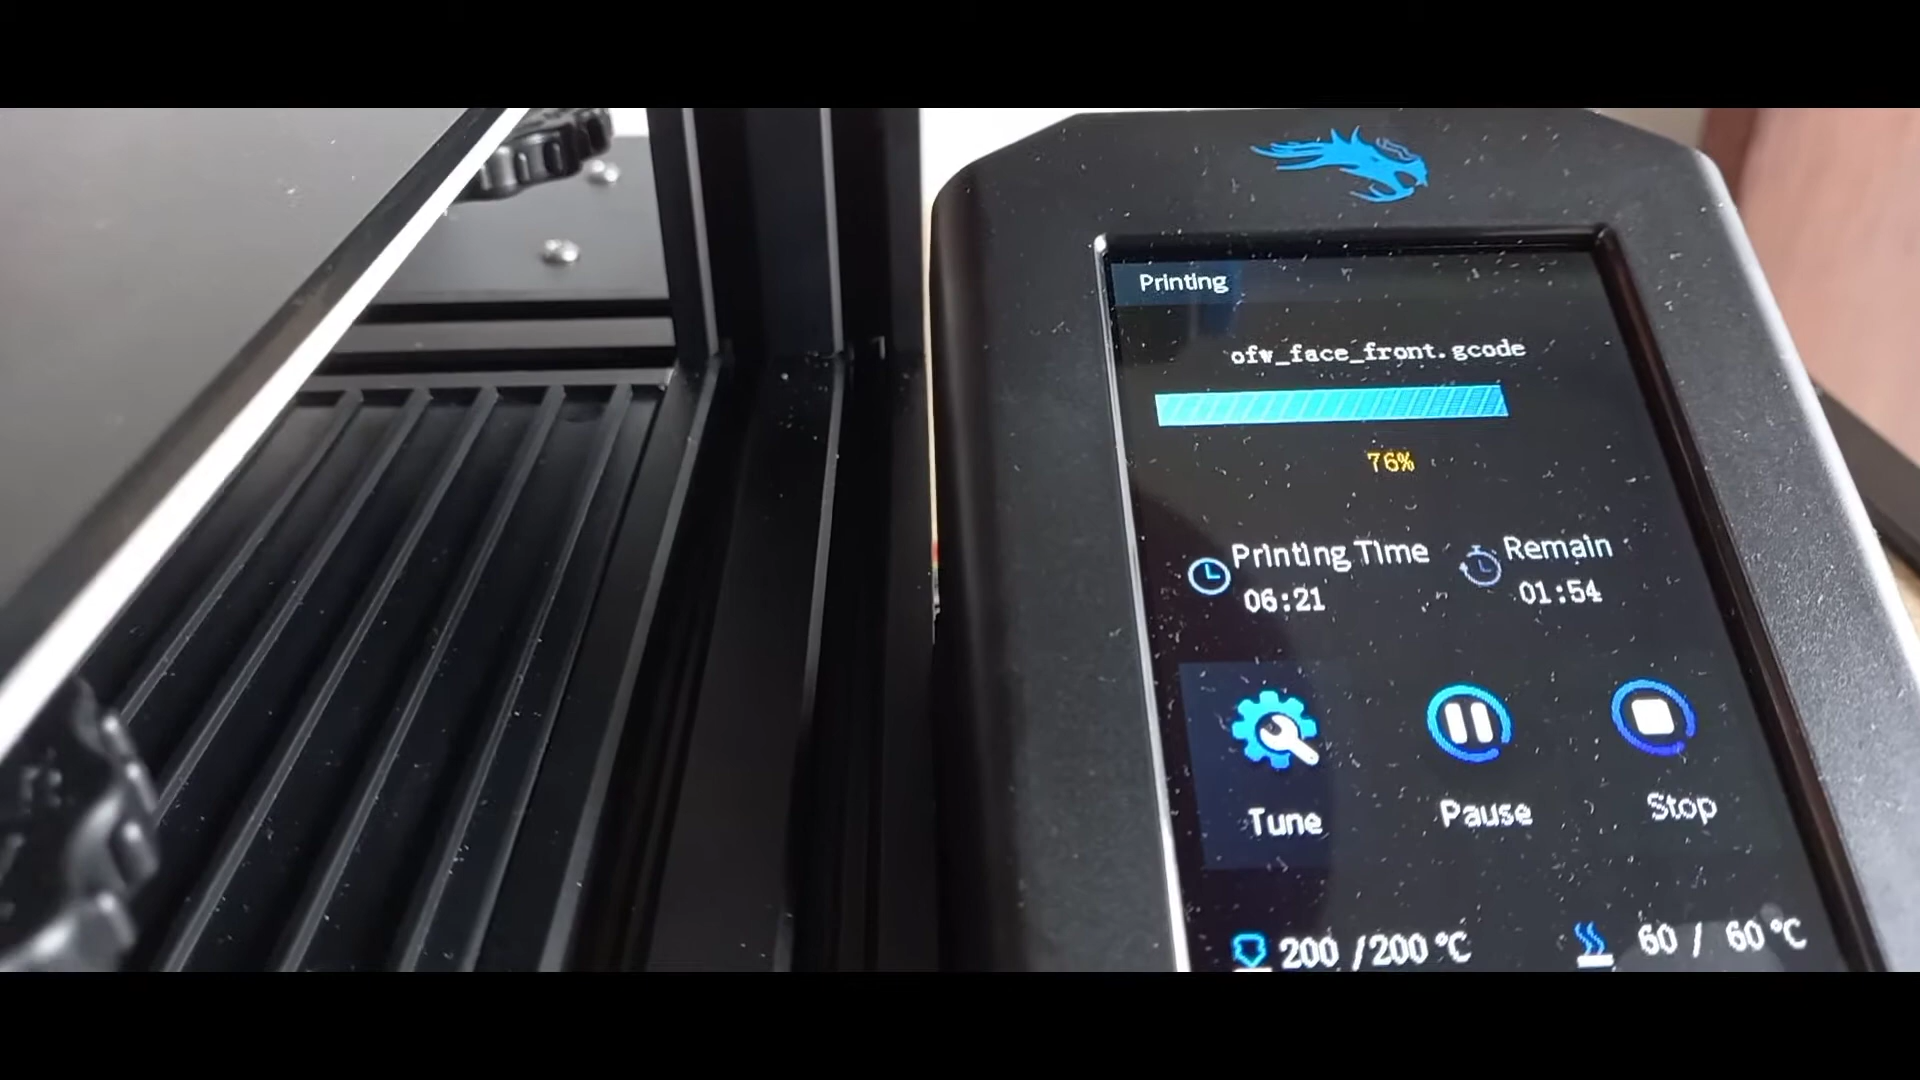 Printing
ofw_face_front.gcode
76%
Printing Time
06:21
Remain
01:54
Tune
Pause
Stop
200 /200 ℃
60 / 60 ℃